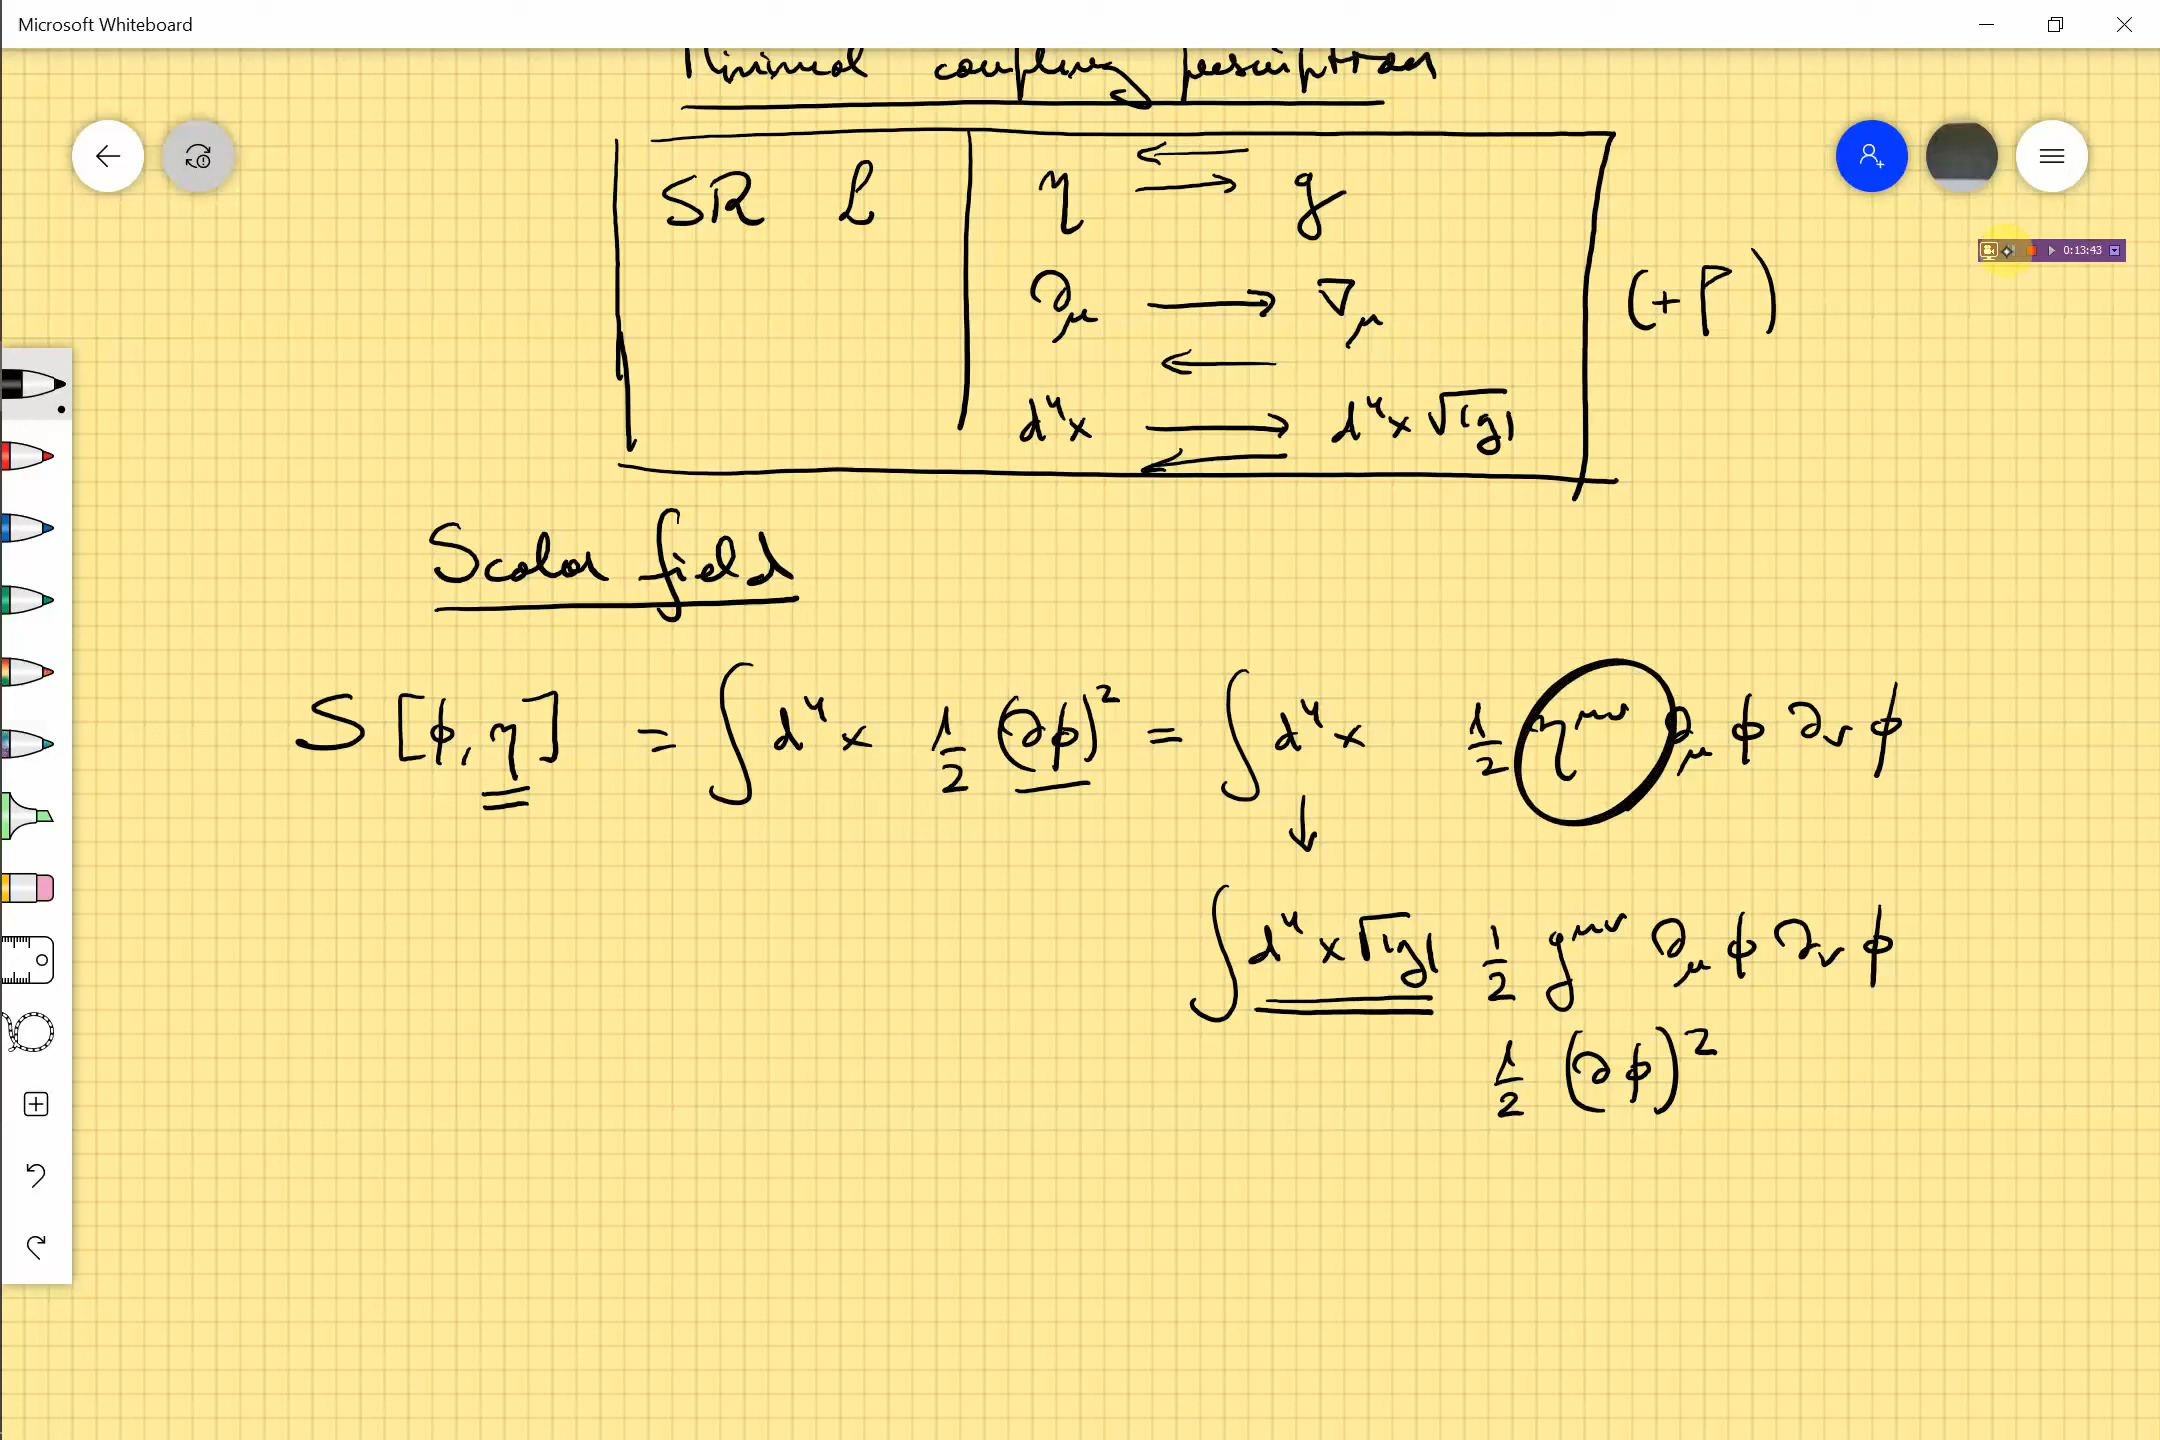 Microsoft Whiteboard
Minimal coupling prescription
SR ℒ η ⇄ g
0:13:43
∂_μ → ∇_μ (+ Γ)
←
d⁴x ⇄ d⁴x √|g|
Scalar field
S [ϕ, η] = ∫ d⁴x 1/2 (∂ϕ)² = ∫ d⁴x 1/2 η^{μν} ∂_μ ϕ ∂_ν ϕ
↓
∫ d⁴x √|g| 1/2 g^{μν} ∂_μ ϕ ∂_ν ϕ
1/2 (∂ϕ)²